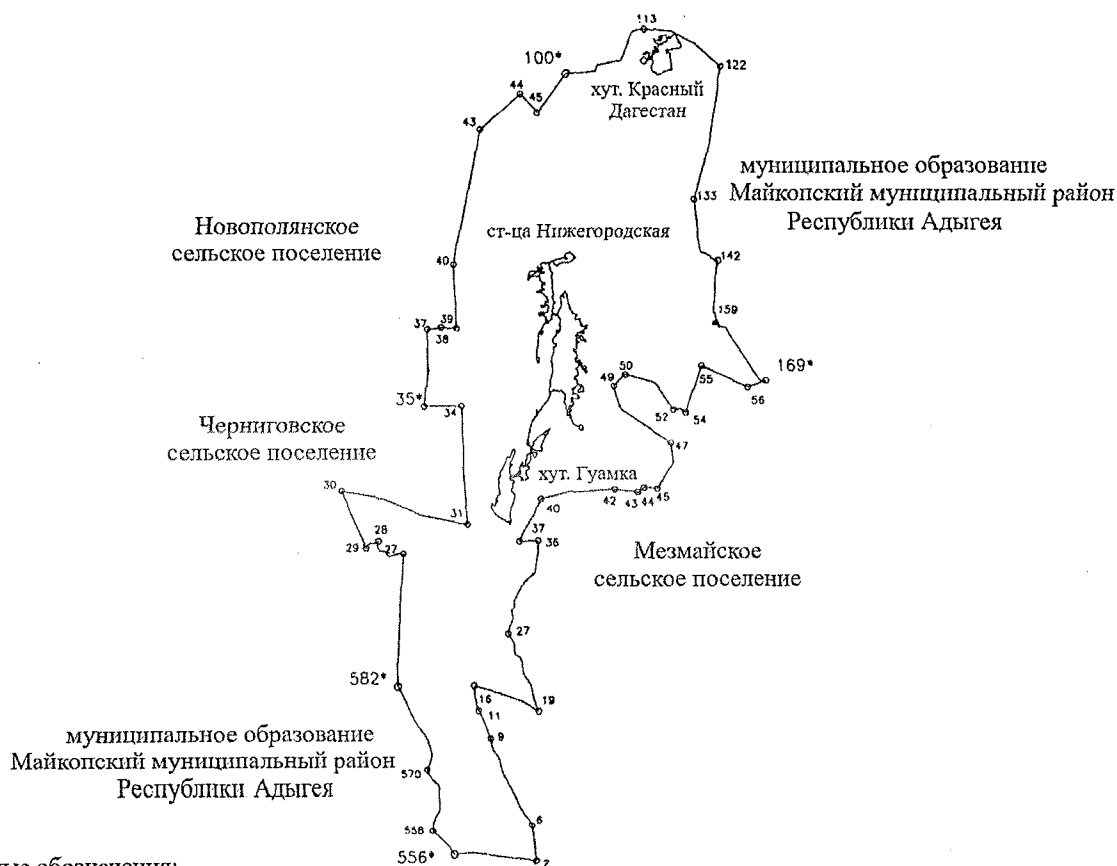 113
100*
122
44
45
хут. Красный
Дагестан
43
муниципальное образование
Майкопский муниципальный район
Республики Адыгея
133
Новополянское
сельское поселение
ст-ца Нижегородская
40
142
37
39
38
159
50
55
169*
49
56
35*
34
52
54
Черниговское
сельское поселение
47
хут. Гуамка
30
42
43
44
45
40
31
28
37
36
29
27
Мезмайское
сельское поселение
27
582*
16
11
19
9
муниципальное образование
Майкопский муниципальный район
Республики Адыгея
570
6
558
556*
обозначения: